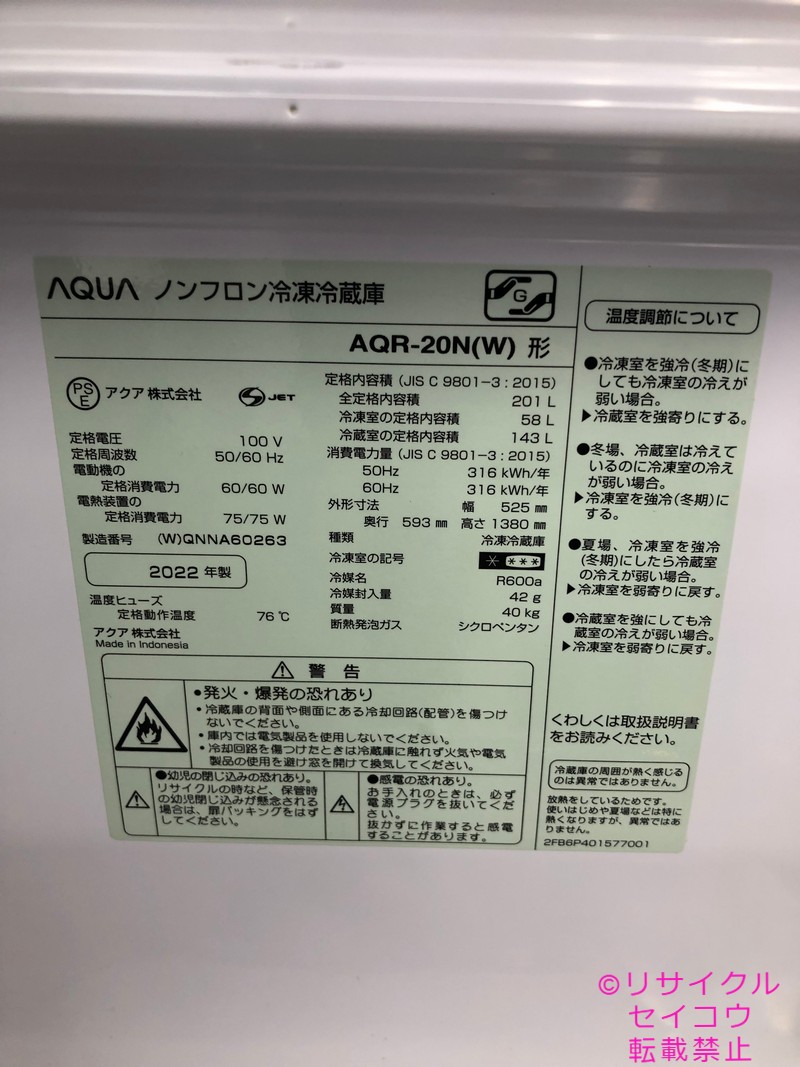 AQUA ノンフロン冷凍冷蔵庫
G
AQR-20N(W) 形
PS
E
アクア 株式会社
JET
定格電圧 100 V
定格周波数 50/60 Hz
電動機の
定格消費電力 60/60 W
電熱装置の
定格消費電力 75/75 W
製造番号 (W)QNNA60263
2022 年製
温度ヒューズ
定格動作温度 76 ℃
アクア 株式会社
Made in Indonesia
定格内容積 (JIS C 9801-3 : 2015)
全定格内容積 201 L
冷凍室の定格内容積 58 L
冷蔵室の定格内容積 143 L
消費電力量 (JIS C 9801-3 : 2015)
50Hz 316 kWh/年
60Hz 316 kWh/年
外形寸法 幅 525 ㎜
奥行 593 ㎜ 高さ 1380 ㎜
種類 冷凍冷蔵庫
冷凍室の記号
冷媒名 R600a
冷媒封入量 42 g
質量 40 kg
断熱発泡ガス シクロペンタン
⚠ 警告
●発火・爆発の恐れあり
・冷蔵庫の背面や側面にある冷却回路(配管)を傷つけ
ないでください。
・庫内では電気製品を使用しないでください。
・冷却回路を傷つけたときは冷蔵庫に触れず火気や電気
製品の使用を避け窓を開けて換気してください。
●幼児の閉じ込みの恐れあり。
リサイクルの時など、保管時
の幼児閉じ込みが懸念される
場合は、扉パッキングをはず
してください。
●感電の恐れあり。
お手入れのときは、必ず
電源プラグを抜いてくだ
さい。
抜かずに作業すると感電
することがあります。
温度調節について
●冷凍室を強冷(冬期)に
しても冷凍室の冷えが
弱い場合。
▶冷蔵室を強寄りにする。
●冬場、冷蔵室は冷えて
いるのに冷凍室の冷え
が弱い場合。
▶冷凍室を強冷(冬期)に
する。
●夏場、冷凍室を強冷
(冬期)にしたら冷蔵室
の冷えが弱い場合。
▶冷凍室を弱寄りに戻す。
●冷蔵室を強にしても冷
蔵室の冷えが弱い場合。
▶冷凍室を弱寄りに戻す。
くわしくは取扱説明書
をお読みください。
冷蔵庫の周囲が熱く感じる
のは異常ではありません。
放熱をしているためです。
使いはじめや夏場などは特に
熱くなりますが、異常ではあ
りません。
2FB6P401577001
©リサイクル
セイコウ
転載禁止